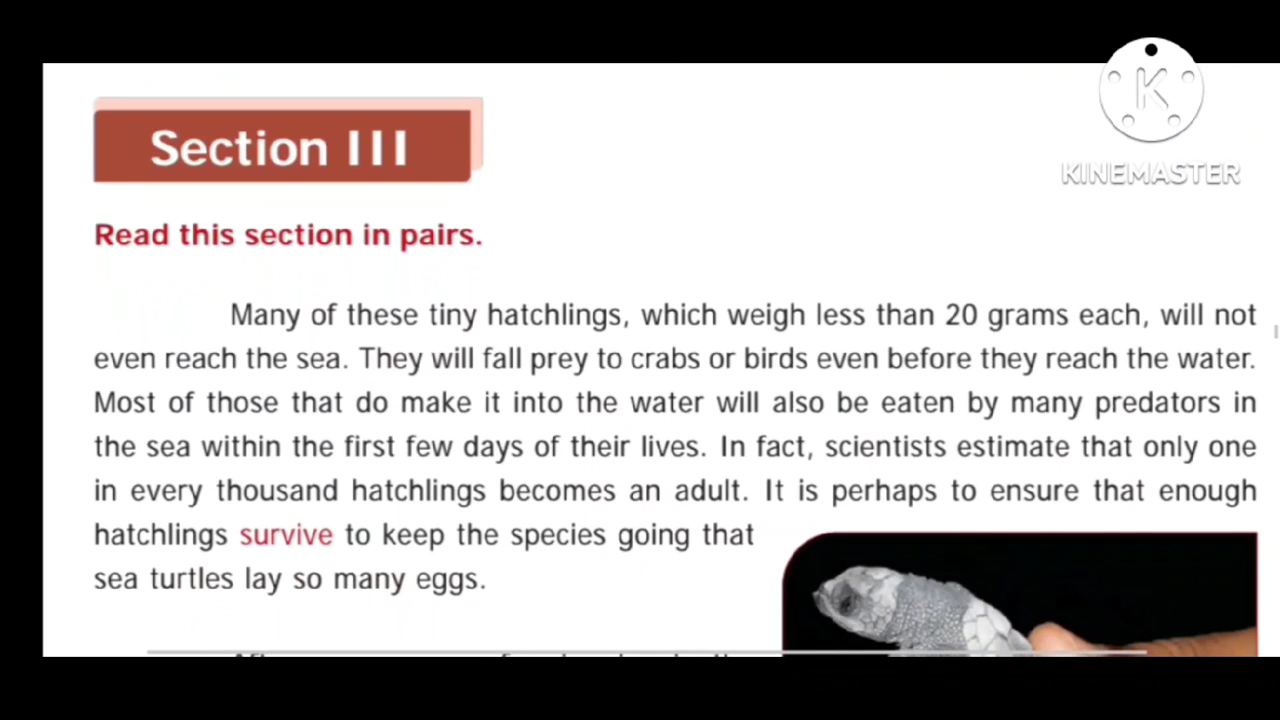 KINEMASTER
Section III
Read this section in pairs.
Many of these tiny hatchlings, which weigh less than 20 grams each, will not
even reach the sea. They will fall prey to crabs or birds even before they reach the water.
Most of those that do make it into the water will also be eaten by many predators in
the sea within the first few days of their lives. In fact, scientists estimate that only one
in every thousand hatchlings becomes an adult. It is perhaps to ensure that enough
hatchlings survive to keep the species going that
sea turtles lay so many eggs.